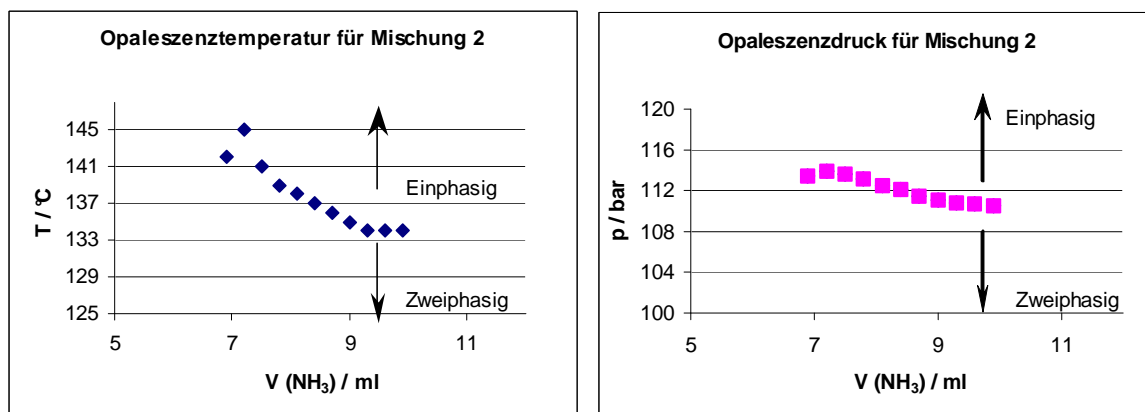 Opaleszenztemperatur für Mischung 2
145
141
137
133
129
125
T / °C
Einphasig
Zweiphasig
5 7 9 11
V (NH₃) / ml
Opaleszenzdruck für Mischung 2
120
116
112
108
104
100
p / bar
Einphasig
Zweiphasig
5 7 9 11
V (NH₃) / ml